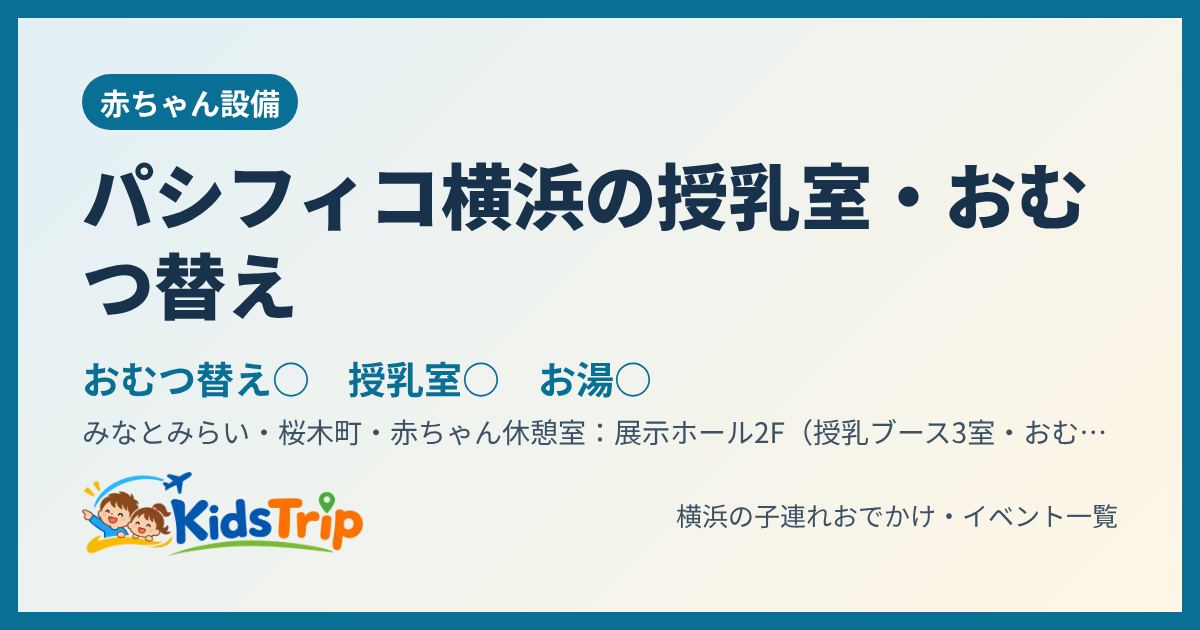 赤ちゃん設備
パシフィコ横浜の授乳室・おむ
つ替え
おむつ替え○　授乳室○　お湯○
みなとみらい・桜木町・赤ちゃん休憩室：展示ホール2F（授乳ブース3室・おむ…
KidsTrip
横浜の子連れおでかけ・イベント一覧